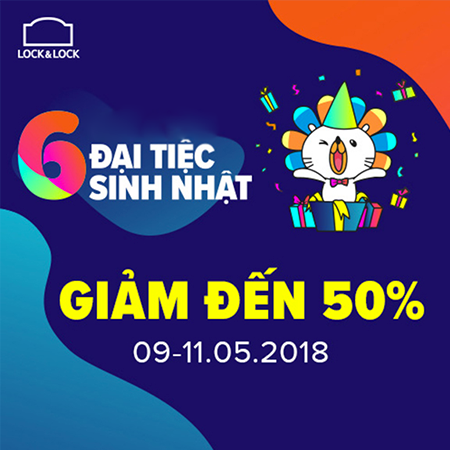 LOCK&LOCK
6 ĐẠI TIỆC
SINH NHẬT
GIẢM ĐẾN 50%
09-11.05.2018